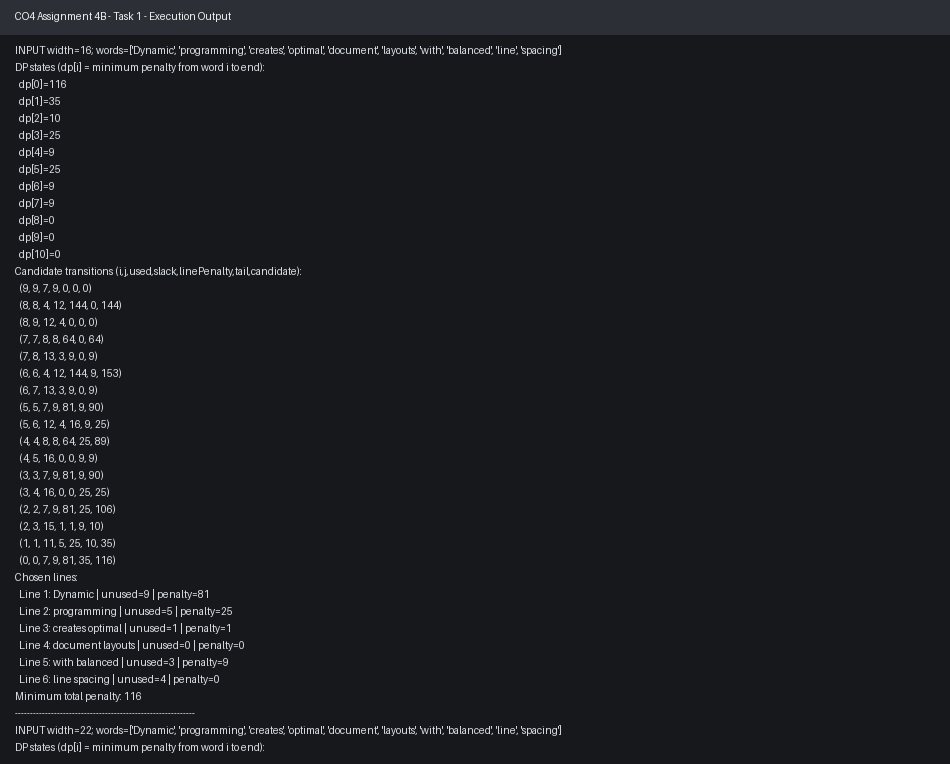 CO4 Assignment 4B - Task 1 - Execution Output
INPUT width=16; words=['Dynamic', 'programming', 'creates', 'optimal', 'document', 'layouts', 'with', 'balanced', 'line', 'spacing']
DP states (dp[i] = minimum penalty from word i to end):
dp[0]=116
dp[1]=35
dp[2]=10
dp[3]=25
dp[4]=9
dp[5]=25
dp[6]=9
dp[7]=9
dp[8]=0
dp[9]=0
dp[10]=0
Candidate transitions (i,j,used,slack,linePenalty,tail,candidate):
(9, 9, 7, 9, 0, 0, 0)
(8, 8, 4, 12, 144, 0, 144)
(8, 9, 12, 4, 0, 0, 0)
(7, 7, 8, 8, 64, 0, 64)
(7, 8, 13, 3, 9, 0, 9)
(6, 6, 4, 12, 144, 9, 153)
(6, 7, 13, 3, 9, 0, 9)
(5, 5, 7, 9, 81, 9, 90)
(5, 6, 12, 4, 16, 9, 25)
(4, 4, 8, 8, 64, 25, 89)
(4, 5, 16, 0, 0, 9, 9)
(3, 3, 7, 9, 81, 9, 90)
(3, 4, 16, 0, 0, 25, 25)
(2, 2, 7, 9, 81, 25, 106)
(2, 3, 15, 1, 1, 9, 10)
(1, 1, 11, 5, 25, 10, 35)
(0, 0, 7, 9, 81, 35, 116)
Chosen lines:
Line 1: Dynamic | unused=9 | penalty=81
Line 2: programming | unused=5 | penalty=25
Line 3: creates optimal | unused=1 | penalty=1
Line 4: document layouts | unused=0 | penalty=0
Line 5: with balanced | unused=3 | penalty=9
Line 6: line spacing | unused=4 | penalty=0
Minimum total penalty: 116
------------------------------------------------------------
INPUT width=22; words=['Dynamic', 'programming', 'creates', 'optimal', 'document', 'layouts', 'with', 'balanced', 'line', 'spacing']
DP states (dp[i] = minimum penalty from word i to end):